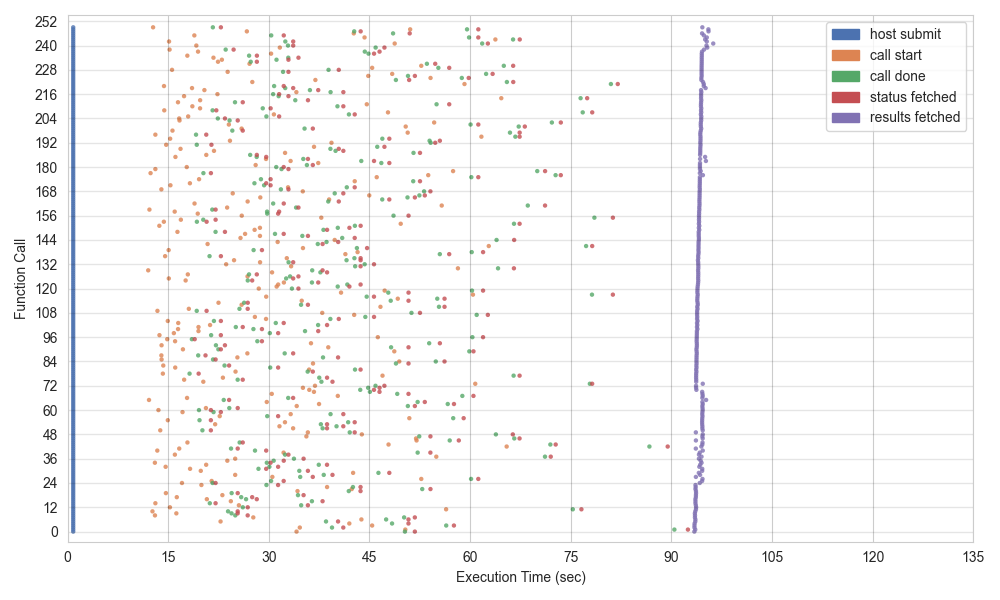 252
240
228
216
204
192
180
168
156
144
132
120
108
96
84
72
60
48
36
24
12
0
Function Call
0 15 30 45 60 75 90 105 120 135
Execution Time (sec)
host submit
call start
call done
status fetched
results fetched